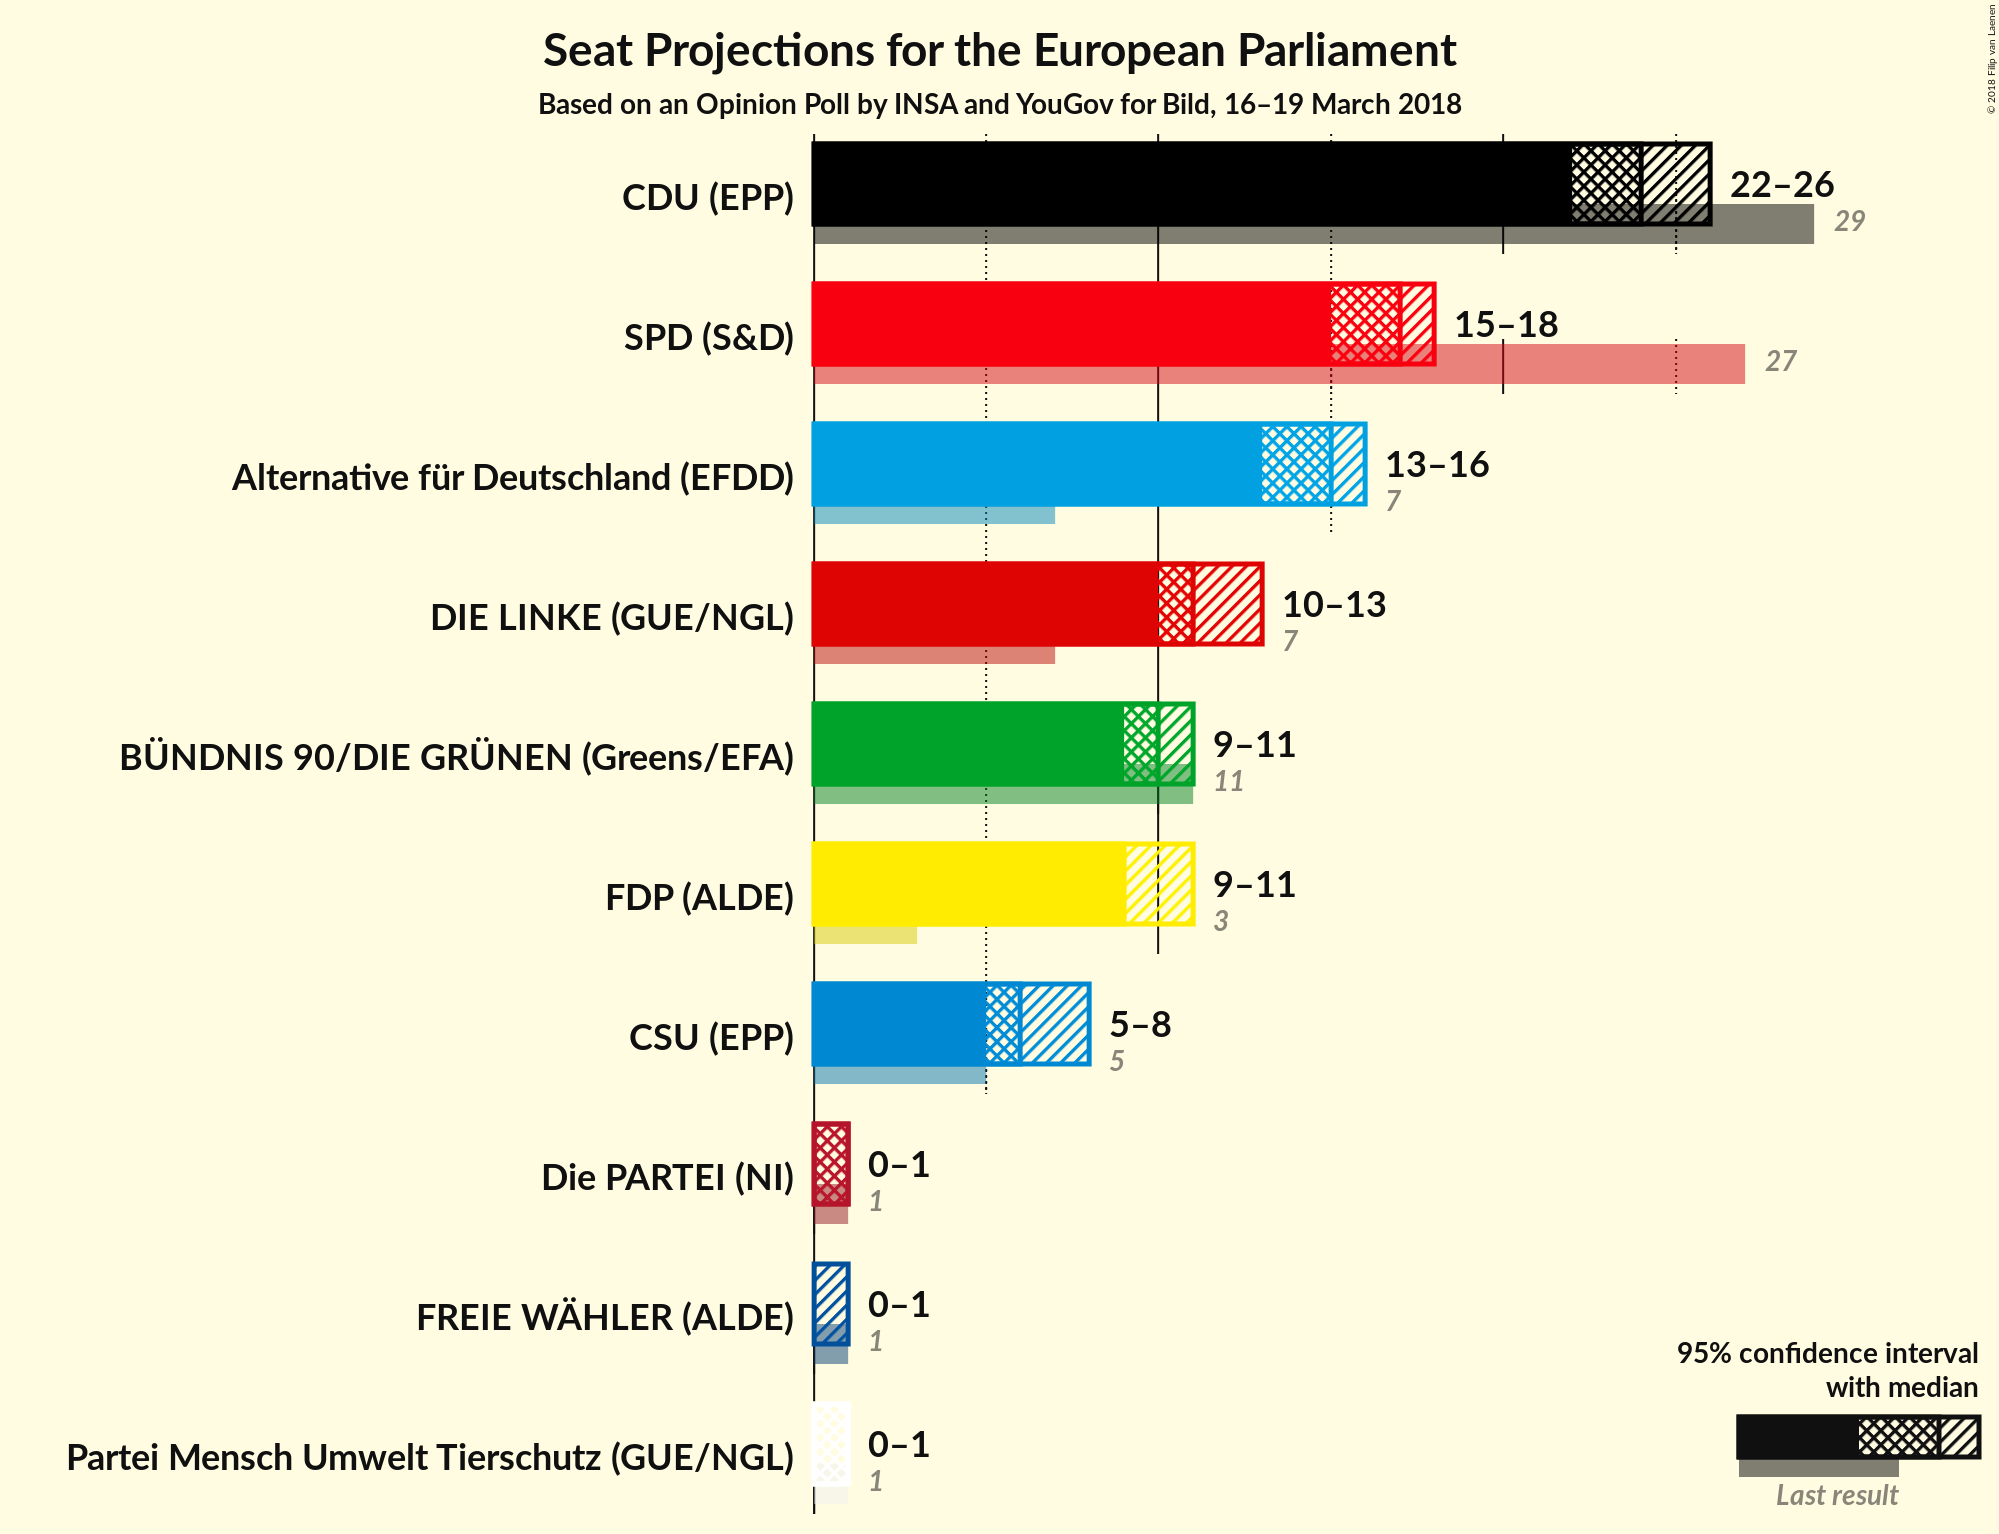 Seat Projections for the European Parliament
Based on an Opinion Poll by INSA and YouGov for Bild, 16–19 March 2018
© 2018 Filip van Laenen
CDU (EPP)
22–26
29
SPD (S&D)
15–18
27
Alternative für Deutschland (EFDD)
13–16
7
DIE LINKE (GUE/NGL)
10–13
7
BÜNDNIS 90/DIE GRÜNEN (Greens/EFA)
9–11
11
FDP (ALDE)
9–11
3
CSU (EPP)
5–8
5
Die PARTEI (NI)
0–1
1
FREIE WÄHLER (ALDE)
0–1
1
Partei Mensch Umwelt Tierschutz (GUE/NGL)
0–1
1
95% confidence interval
with median
Last result